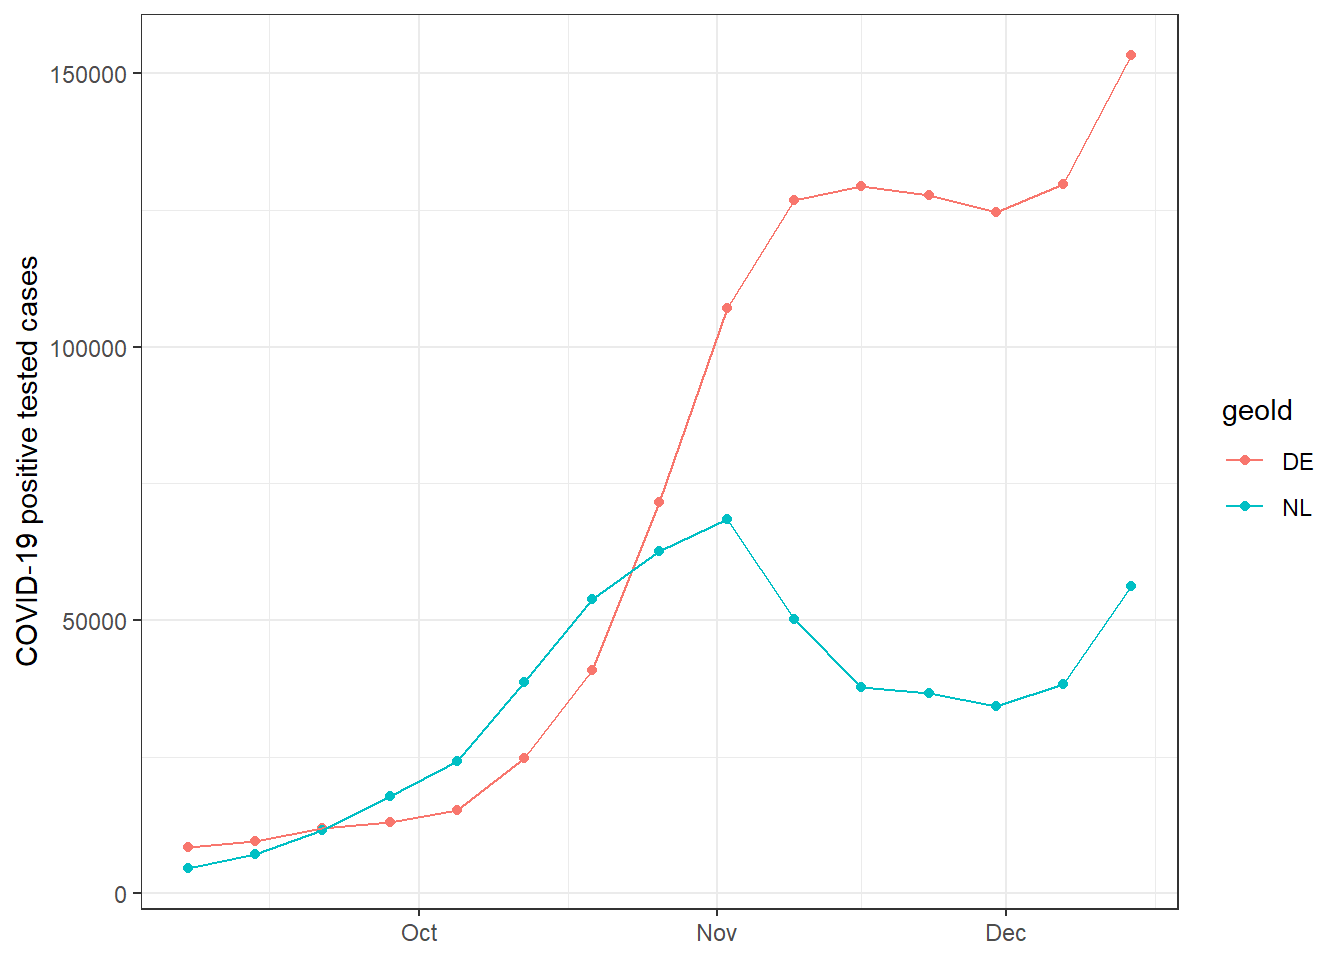 COVID-19 positive tested cases
150000
100000
50000
0
Oct
Nov
Dec
geoId
DE
NL